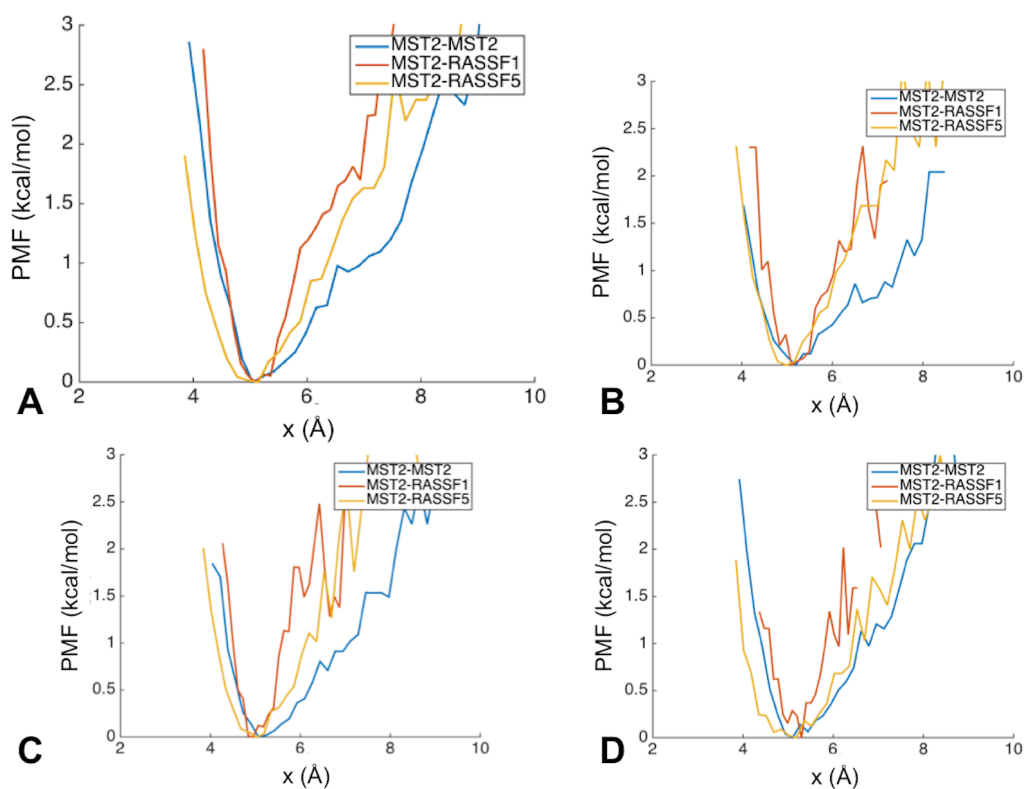 3
2.5
2
1.5
1
0.5
0
2
4
6
8
10
PMF (kcal/mol)
x (Å)
MST2-MST2
MST2-RASSF1
MST2-RASSF5
A
3
2.5
2
1.5
1
0.5
0
2
4
6
8
10
PMF (kcal/mol)
x (Å)
MST2-MST2
MST2-RASSF1
MST2-RASSF5
B
3
2.5
2
1.5
1
0.5
0
2
4
6
8
10
PMF (kcal/mol)
x (Å)
MST2-MST2
MST2-RASSF1
MST2-RASSF5
C
3
2.5
2
1.5
1
0.5
0
2
4
6
8
10
PMF (kcal/mol)
x (Å)
MST2-MST2
MST2-RASSF1
MST2-RASSF5
D